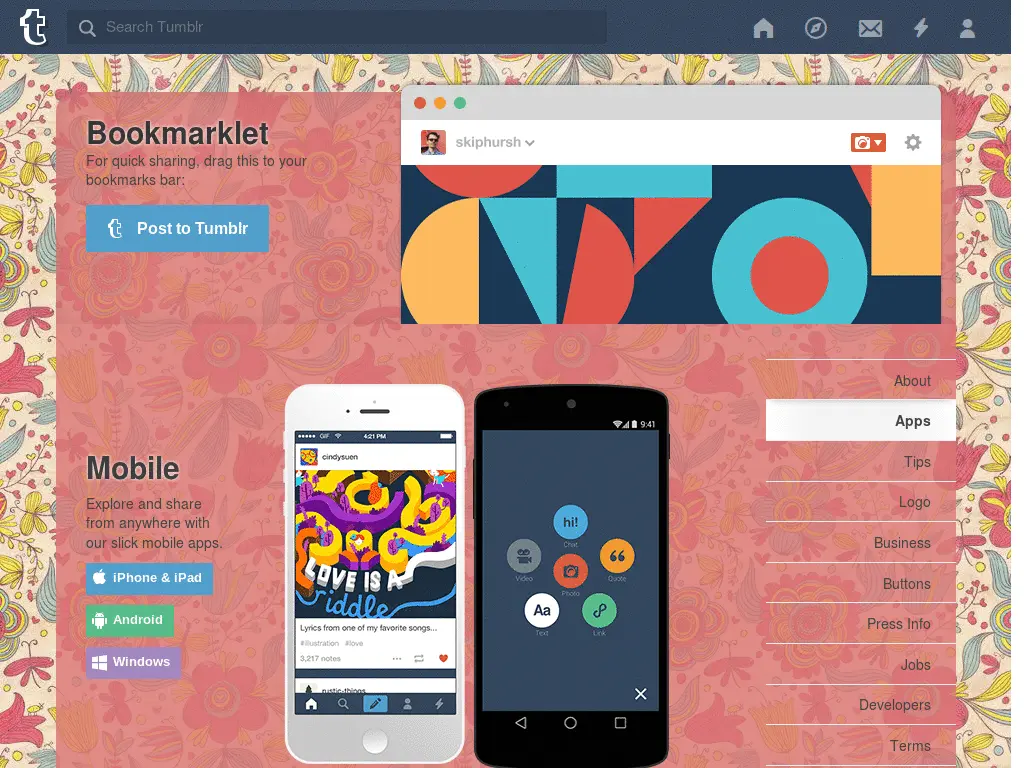 Search Tumblr
Bookmarklet
For quick sharing, drag this to your
bookmarks bar:
Post to Tumblr
skiphursh
About
Apps
Tips
Logo
Business
Buttons
Press Info
Jobs
Developers
Terms
Mobile
Explore and share
from anywhere with
our slick mobile apps.
iPhone & iPad
Android
Windows
GIF 4:21 PM
cindysuen
LOVE IS A
riddle
Lyrics from one of my favorite songs...
#illustration #love
3,217 notes
rustic-things
9:41
hi!
Chat
Video
Quote
Photo
Aa
Text
Link